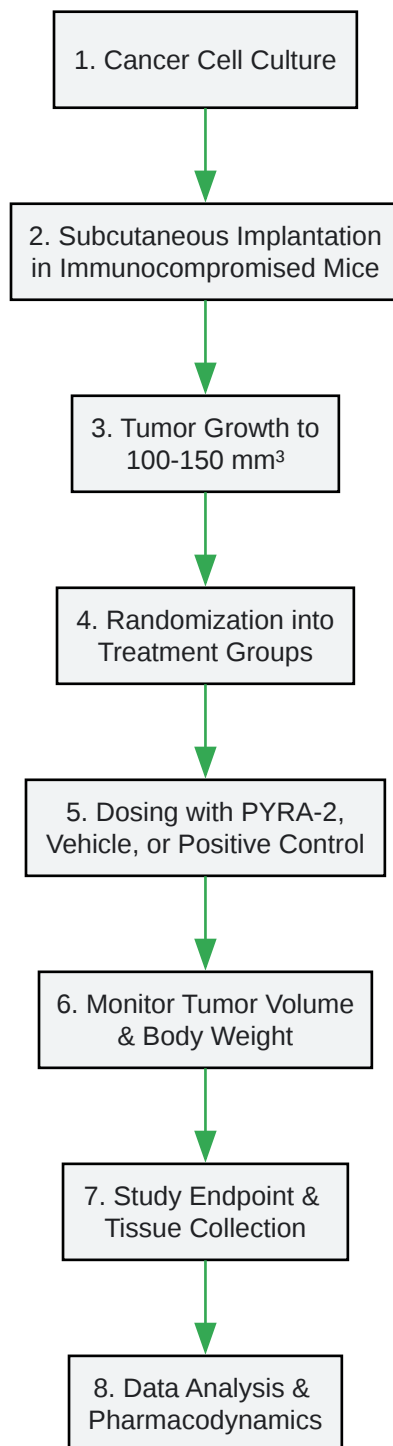 1. Cancer Cell Culture
2. Subcutaneous Implantation
in Immunocompromised Mice
3. Tumor Growth to
100-150 mm³
4. Randomization into
Treatment Groups
5. Dosing with PYRA-2,
Vehicle, or Positive Control
6. Monitor Tumor Volume
& Body Weight
7. Study Endpoint &
Tissue Collection
8. Data Analysis &
Pharmacodynamics